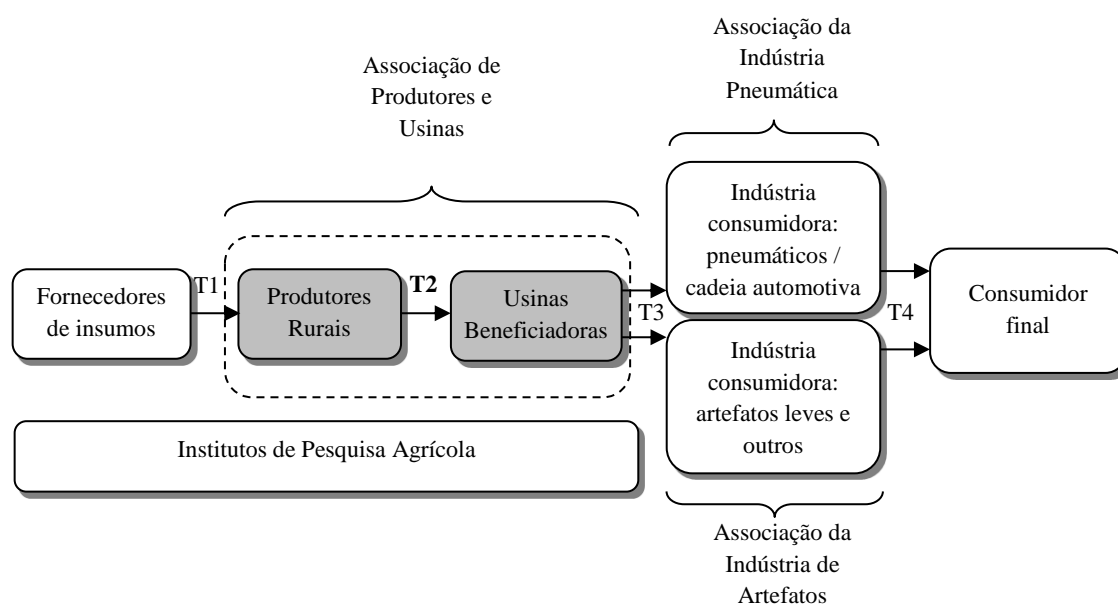 Associação da
Indústria
Pneumática
Associação de
Produtores e
Usinas
Fornecedores
de insumos
T1
Produtores
Rurais
T2
Usinas
Beneficiadoras
T3
Indústria
consumidora:
pneumáticos /
cadeia automotiva
Indústria
consumidora:
artefatos leves e
outros
T4
Consumidor
final
Institutos de Pesquisa Agrícola
Associação da
Indústria de
Artefatos